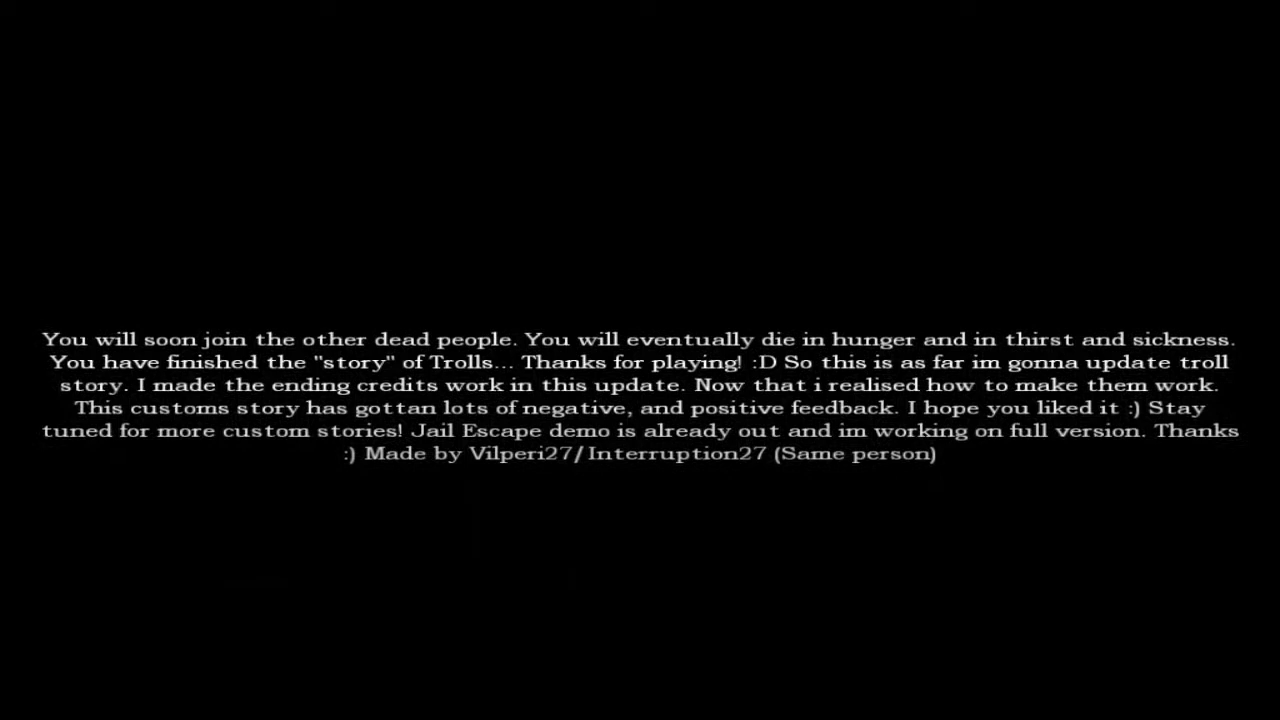 You will soon join the other dead people. You will eventually die in hunger and in thirst and sickness.
You have finished the "story" of Trolls... Thanks for playing! :D So this is as far im gonna update troll
story. I made the ending credits work in this update. Now that i realised how to make them work.
This customs story has gottan lots of negative, and positive feedback. I hope you liked it :) Stay
tuned for more custom stories! Jail Escape demo is already out and im working on full version. Thanks
:) Made by Vilperi27/Interruption27 (Same person)